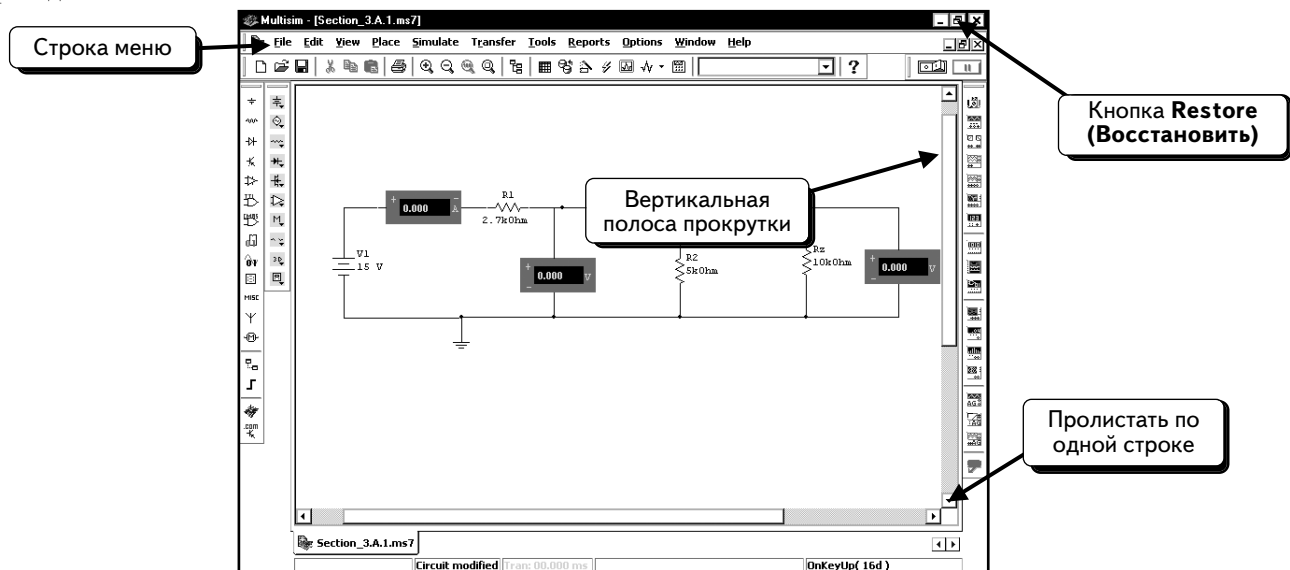 Multisim - [Section_3.A.1.ms7]
Строка меню
File Edit View Place Simulate Transfer Tools Reports Options Window Help
?
Кнопка Restore
(Восстановить)
Вертикальная
полоса прокрутки
0.000 A
R1
2.7kOhm
V1
15 V
0.000 V
R2
5kOhm
Rz
10kOhm
0.000 V
MISC
Пролистать по
одной строке
Section_3.A.1.ms7
Circuit modified Tran: 00.000 ms OnKeyUp( 16d )